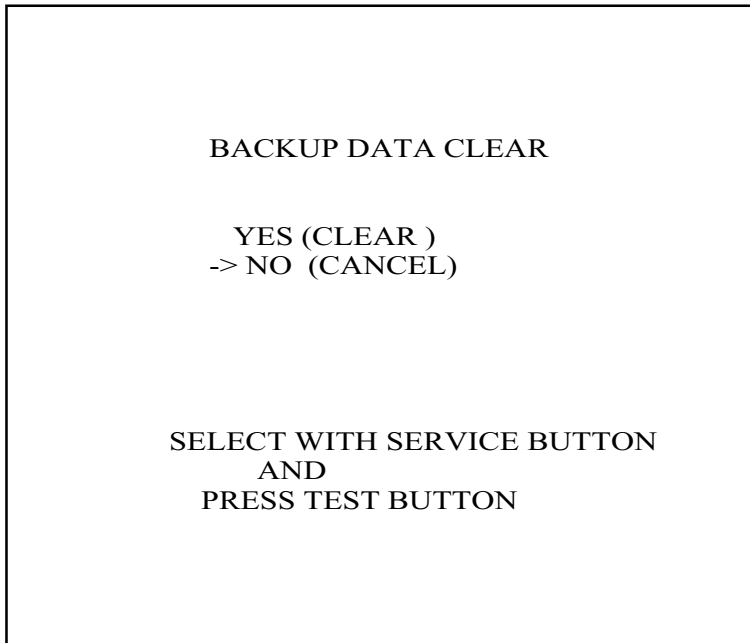 BACKUP DATA CLEAR
YES (CLEAR )
-> NO (CANCEL)
SELECT WITH SERVICE BUTTON
AND
PRESS TEST BUTTON